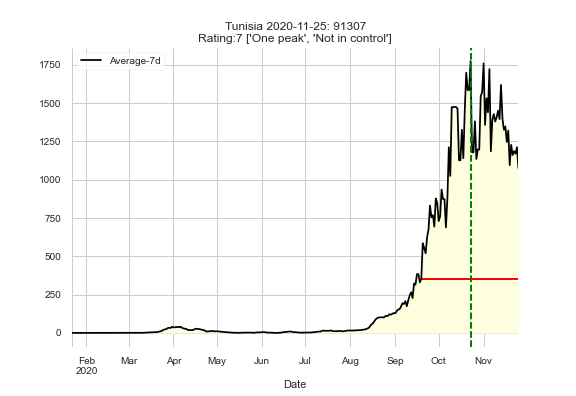 Tunisia 2020-11-25: 91307
Rating:7 ['One peak', 'Not in control']
Average-7d
1750
1500
1250
1000
750
500
250
0
Feb Mar Apr May Jun Jul Aug Sep Oct Nov
2020
Date